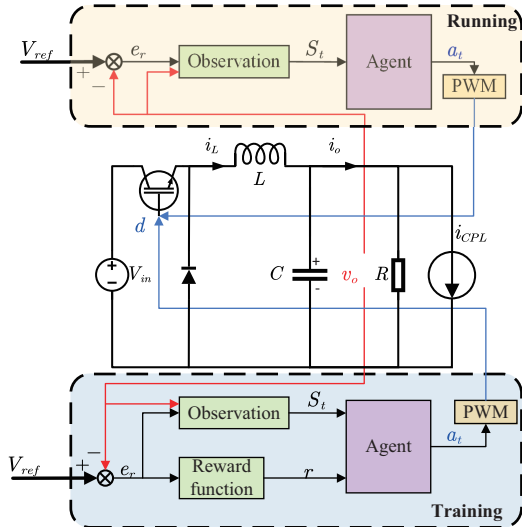 Running
V_ref
+
−
e_r
Observation
S_t
Agent
a_t
PWM
i_L
L
i_o
d
i_CPL
V_in
+
−
C
+
-
v_o
R
Observation
S_t
PWM
V_ref
+
−
e_r
Reward
function
r
Agent
a_t
Training